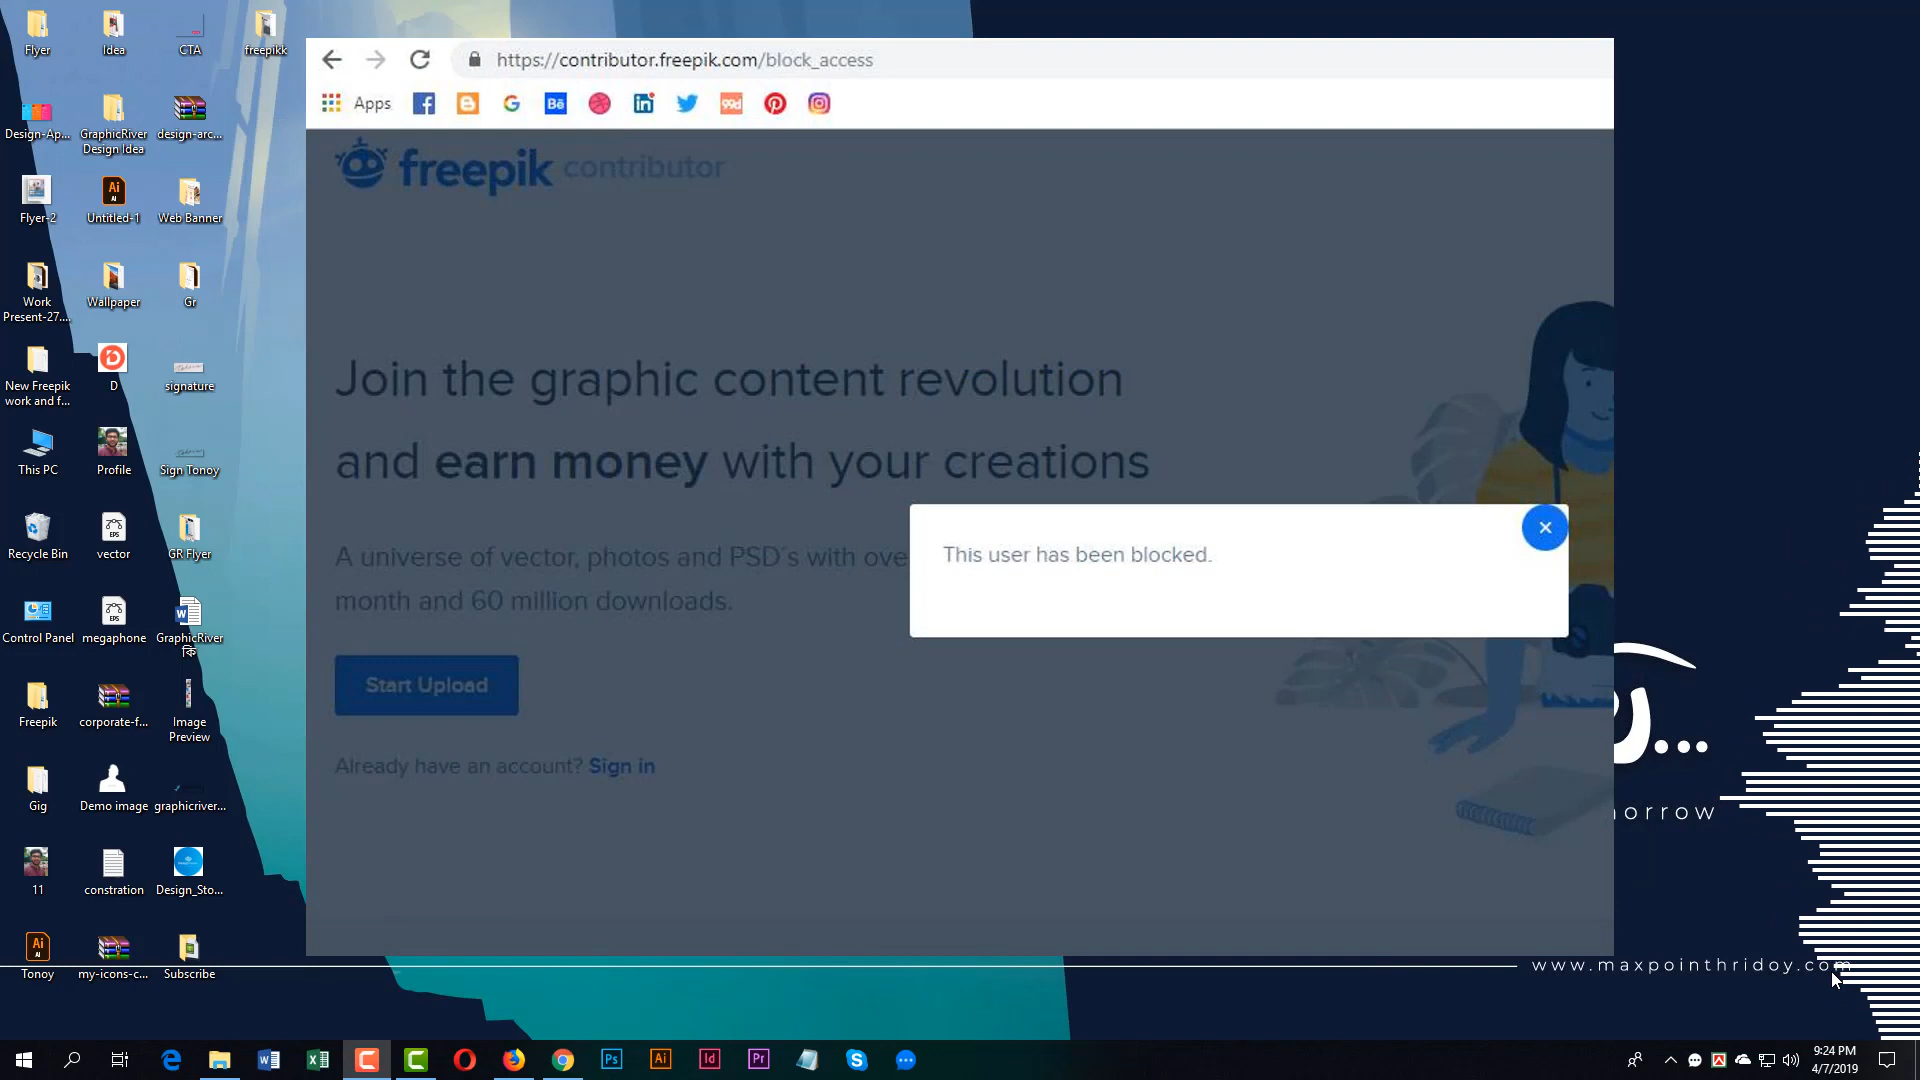 Flyer
Idea
CTA
freepikk
Design-Ap...
GraphicRiver
Design Idea
design-arc...
Flyer-2
Untitled-1
Web Banner
Work
Present-27....
Wallpaper
Gr
New Freepik
work and f...
D
signature
This PC
Profile
Sign Tonoy
Recycle Bin
vector
GR Flyer
Control Panel
megaphone
GraphicRiver
কি
Freepik
corporate-f...
Image
Preview
Gig
Demo image
graphicriver...
11
constration
Design_Sto...
Tonoy
my-icons-c...
Subscribe
https://contributor.freepik.com/block_access
Apps
freepik contributor
Join the graphic content revolution
and earn money with your creations
A universe of vector, photos and PSD´s with ove
month and 60 million downloads.
This user has been blocked.
Start Upload
Already have an account? Sign in
orrow
www.maxpointhridoy.com
9:24 PM
4/7/2019